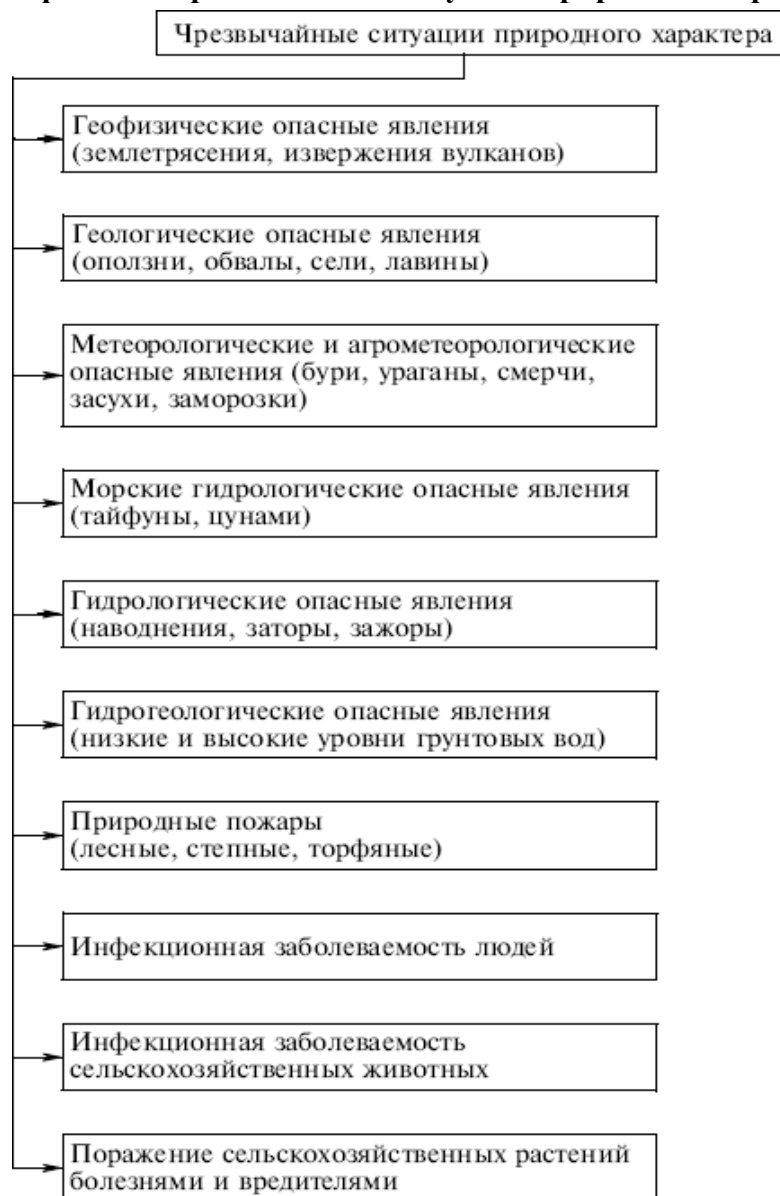 Чрезвычайные ситуации природного характера
Геофизические опасные явления
(землетрясения, извержения вулканов)
Геологические опасные явления
(оползни, обвалы, сели, лавины)
Метеорологические и агрометеорологические
опасные явления (бури, ураганы, смерчи,
засухи, заморозки)
Морские гидрологические опасные явления
(тайфуны, цунами)
Гидрологические опасные явления
(наводнения, заторы, зажоры)
Гидрогеологические опасные явления
(низкие и высокие уровни грунтовых вод)
Природные пожары
(лесные, степные, торфяные)
Инфекционная заболеваемость людей
Инфекционная заболеваемость
сельскохозяйственных животных
Поражение сельскохозяйственных растений
болезнями и вредителями